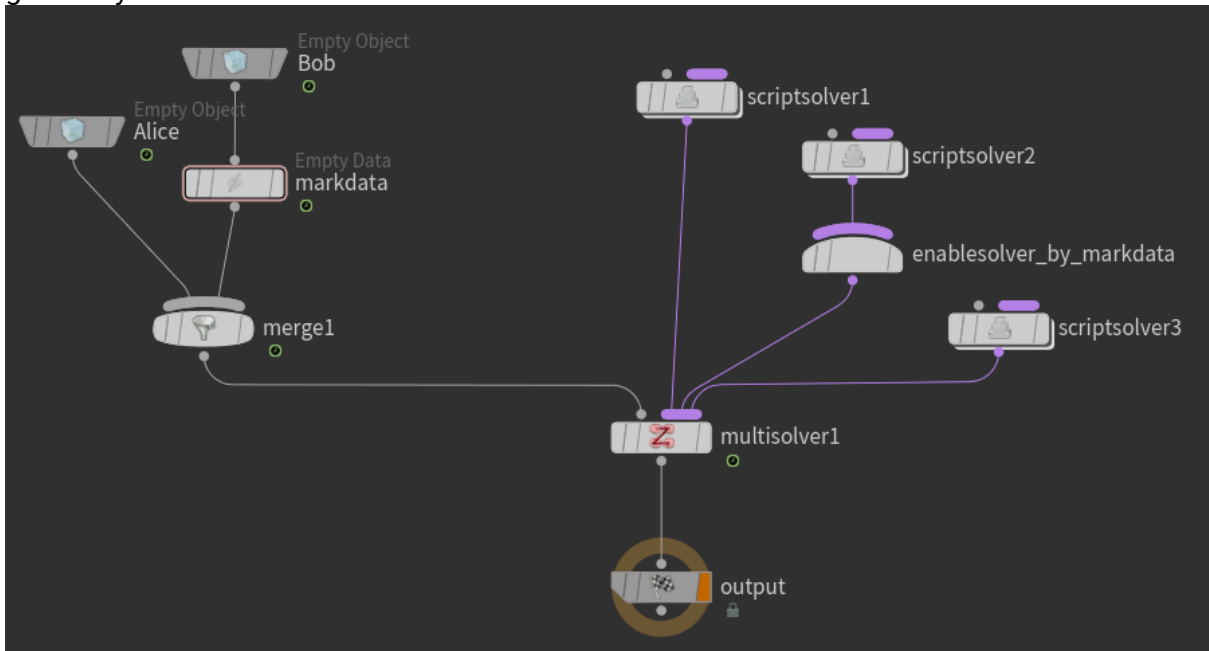 Empty Object
Bob
Empty Object
Alice
Empty Data
markdata
merge1
scriptsolver1
scriptsolver2
enablesolver_by_markdata
scriptsolver3
multisolver1
output